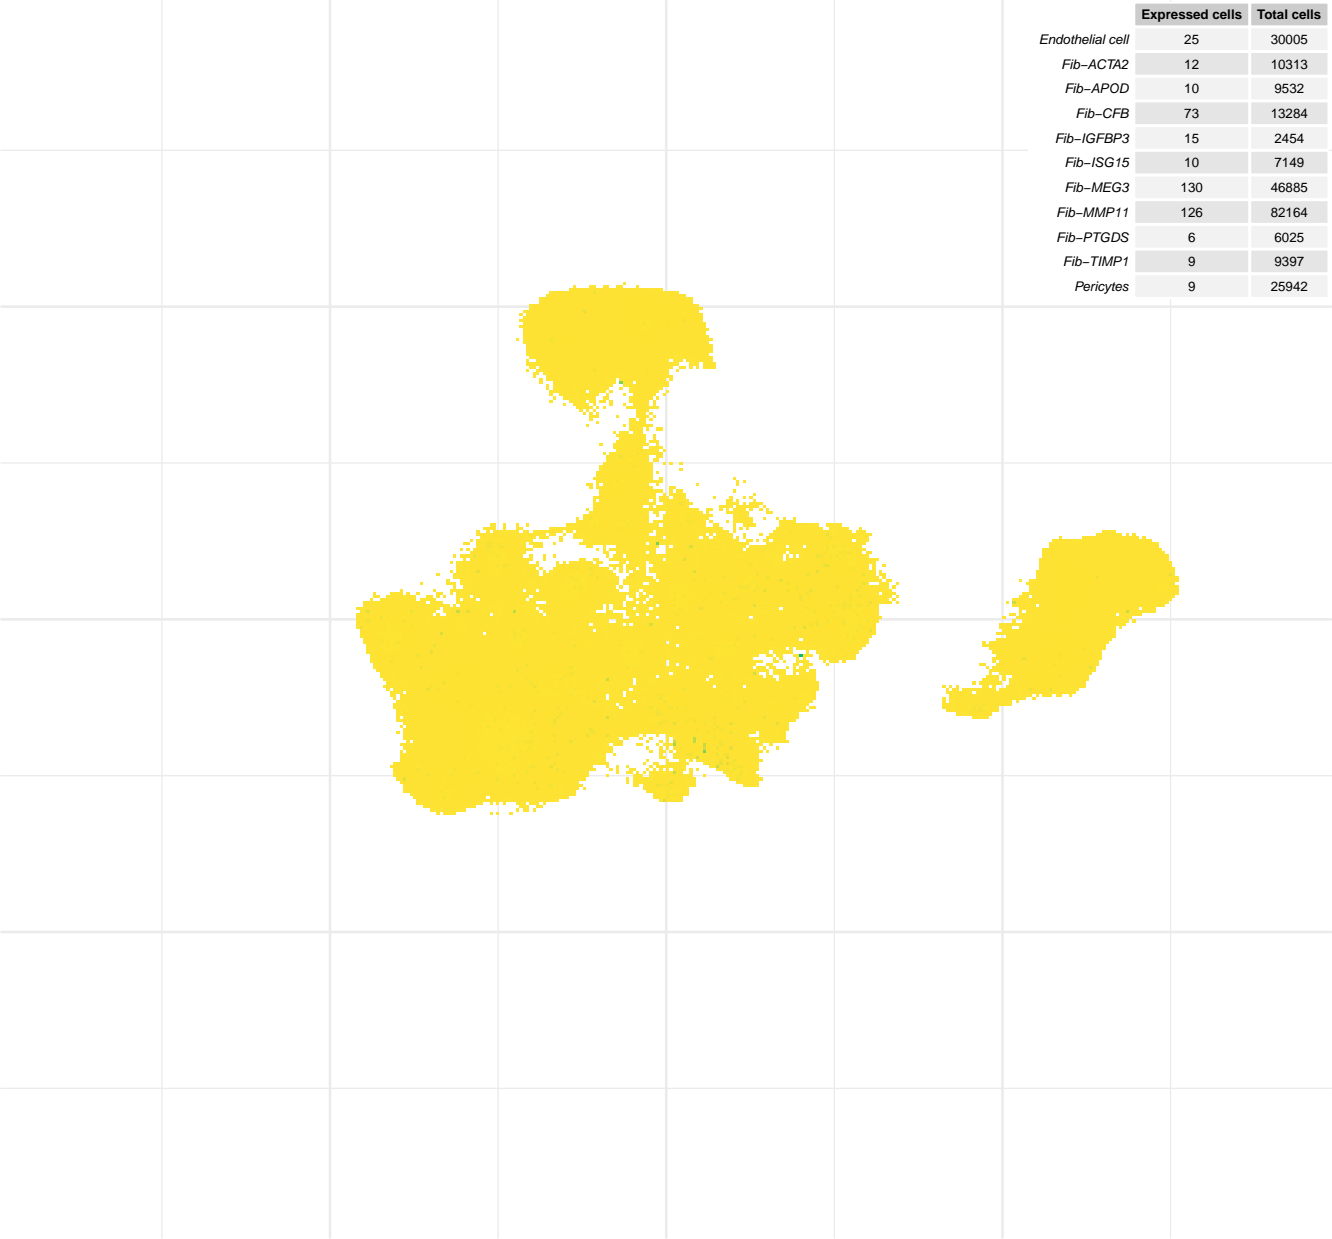 Expressed cells Total cells
Endothelial cell 25 30005
Fib−ACTA2 12 10313
Fib−APOD 10 9532
Fib−CFB 73 13284
Fib−IGFBP3 15 2454
Fib−ISG15 10 7149
Fib−MEG3 130 46885
Fib−MMP11 126 82164
Fib−PTGDS 6 6025
Fib−TIMP1 9 9397
Pericytes 9 25942